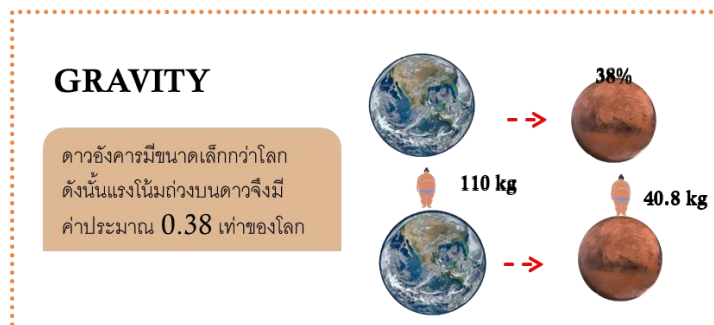 GRAVITY
ดาวอังคารมีขนาดเล็กกว่าโลก
ดังนั้นแรงโน้มถ่วงบนดาวจึงมี
ค่าประมาณ 0.38 เท่าของโลก
38%
110 kg
40.8 kg